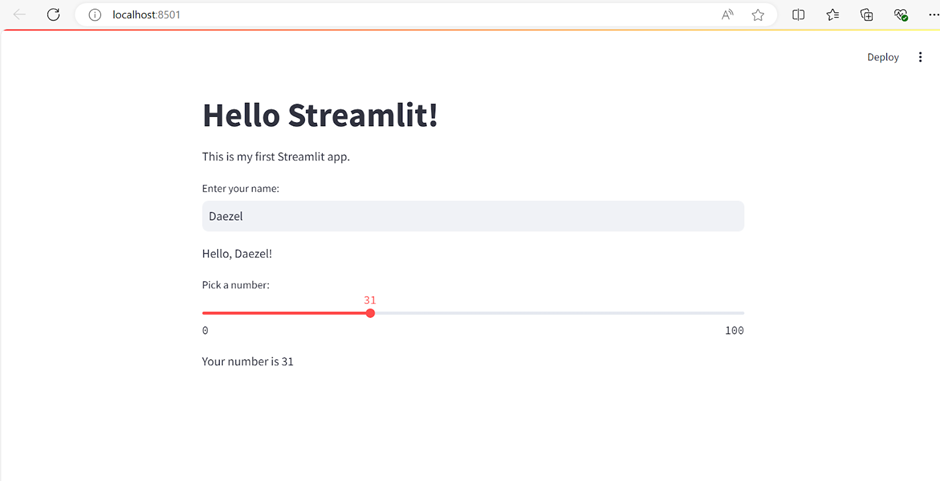 localhost:8501
Deploy
Hello Streamlit!
This is my first Streamlit app.
Enter your name:
Daezel
Hello, Daezel!
Pick a number:
31
0 100
Your number is 31